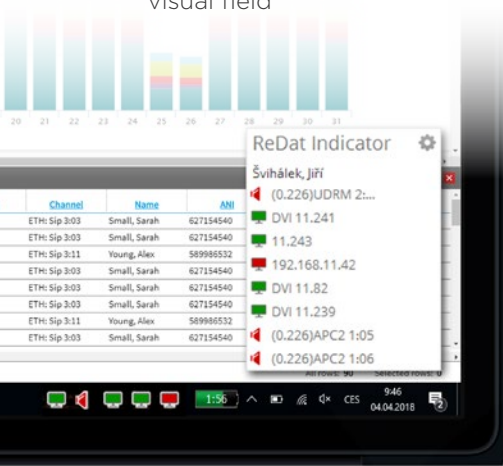 visual field
20 21 22 23 24 25 26 27 28 29 30 31
ReDat Indicator
Švihálek, Jiří
(0.226)UDRM 2:...
DVI 11.241
11.243
192.168.11.42
DVI 11.82
DVI 11.239
(0.226)APC2 1:05
(0.226)APC2 1:06
Channel Name ANI
ETH: Sip 3:03 Small, Sarah 627154540
ETH: Sip 3:03 Small, Sarah 627154540
ETH: Sip 3:11 Young, Alex 589986532
ETH: Sip 3:03 Small, Sarah 627154540
ETH: Sip 3:03 Small, Sarah 627154540
ETH: Sip 3:03 Small, Sarah 627154540
ETH: Sip 3:11 Young, Alex 589986532
ETH: Sip 3:03 Small, Sarah 627154540
All rows: 90 Selected rows: 0
1:56 CES 9:46
04.04.2018
2